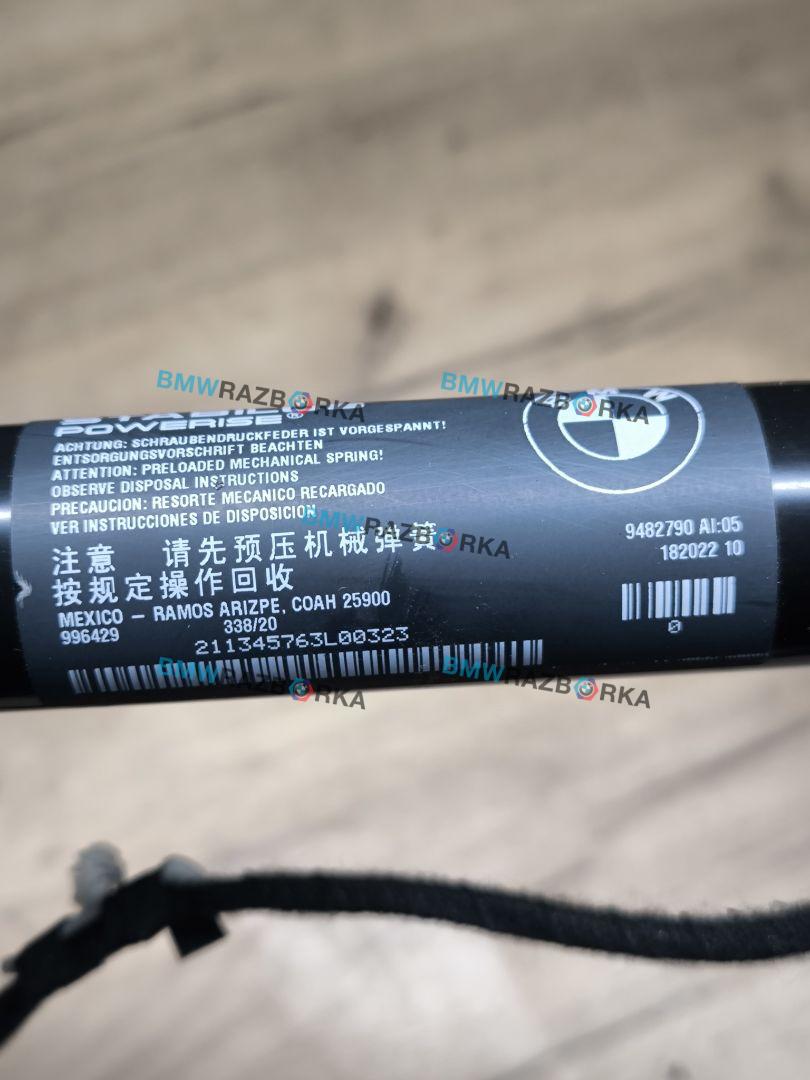 STABILUS
POWERISE®
ACHTUNG: SCHRAUBENDRUCKFEDER IST VORGESPANNT!
ENTSORGUNGSVORSCHRIFT BEACHTEN
ATTENTION: PRELOADED MECHANICAL SPRING!
OBSERVE DISPOSAL INSTRUCTIONS
PRECAUCION: RESORTE MECANICO RECARGADO
VER INSTRUCCIONES DE DISPOSICION
注意 请先预压机械弹簧
按规定操作回收
MEXICO - RAMOS ARIZPE, COAH 25900
996429 338/20
211345763L00323
BMW
9482790 AI:05
182022 10
0
BMWRAZBORKA
BMWRAZBORKA
BMWRAZBORKA
BMWRAZBORKA
BMWRAZBORKA